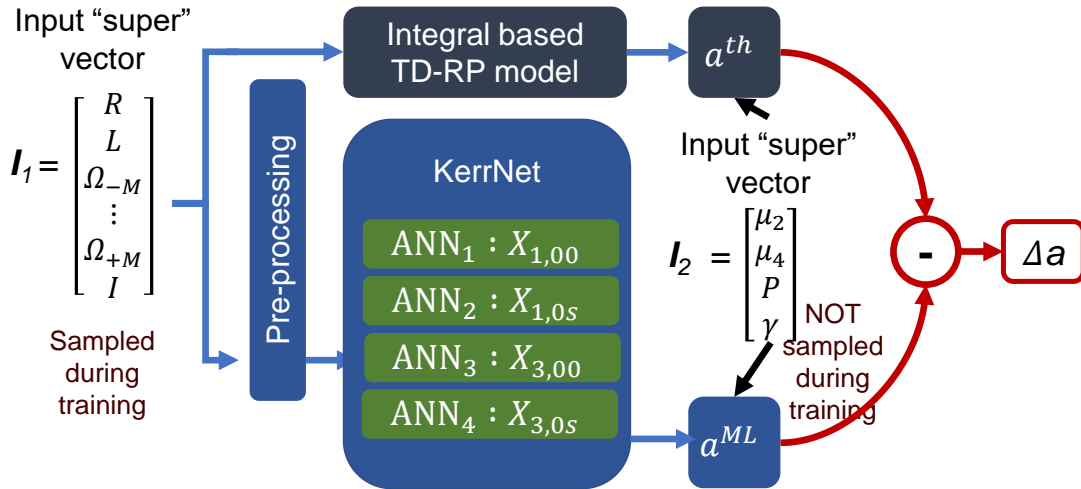 Input “super”
vector
I₁ =
R
L
Ω₋M
⋮
Ω₊M
I
Sampled
during
training
Pre-processing
Integral based
TD-RP model
KerrNet
ANN₁ : X₁,₀₀
ANN₂ : X₁,₀ₛ
ANN₃ : X₃,₀₀
ANN₄ : X₃,₀ₛ
aᵗʰ
Input “super”
vector
I₂ =
μ₂
μ₄
P
γ
NOT
sampled
during
training
aᴹᴸ
-
Δa